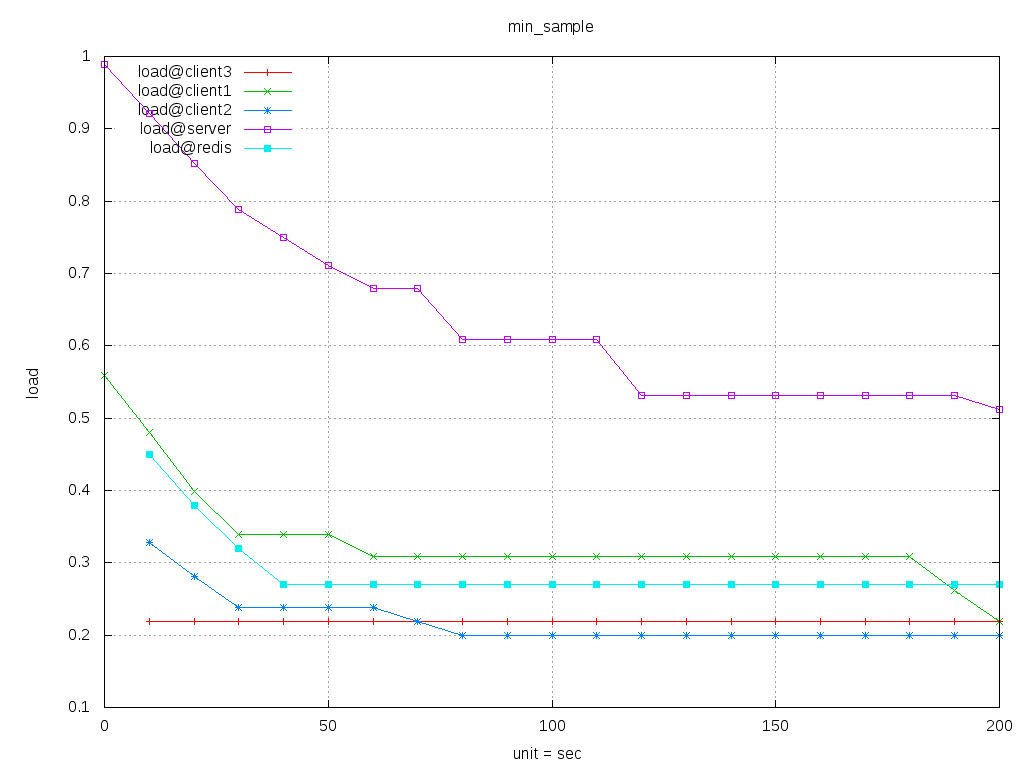 min_sample
1
load@client3
load@client1
load@client2
load@server
load@redis
0.9
0.8
0.7
0.6
0.5
0.4
0.3
0.2
0.1
load
0 50 100 150 200
unit = sec